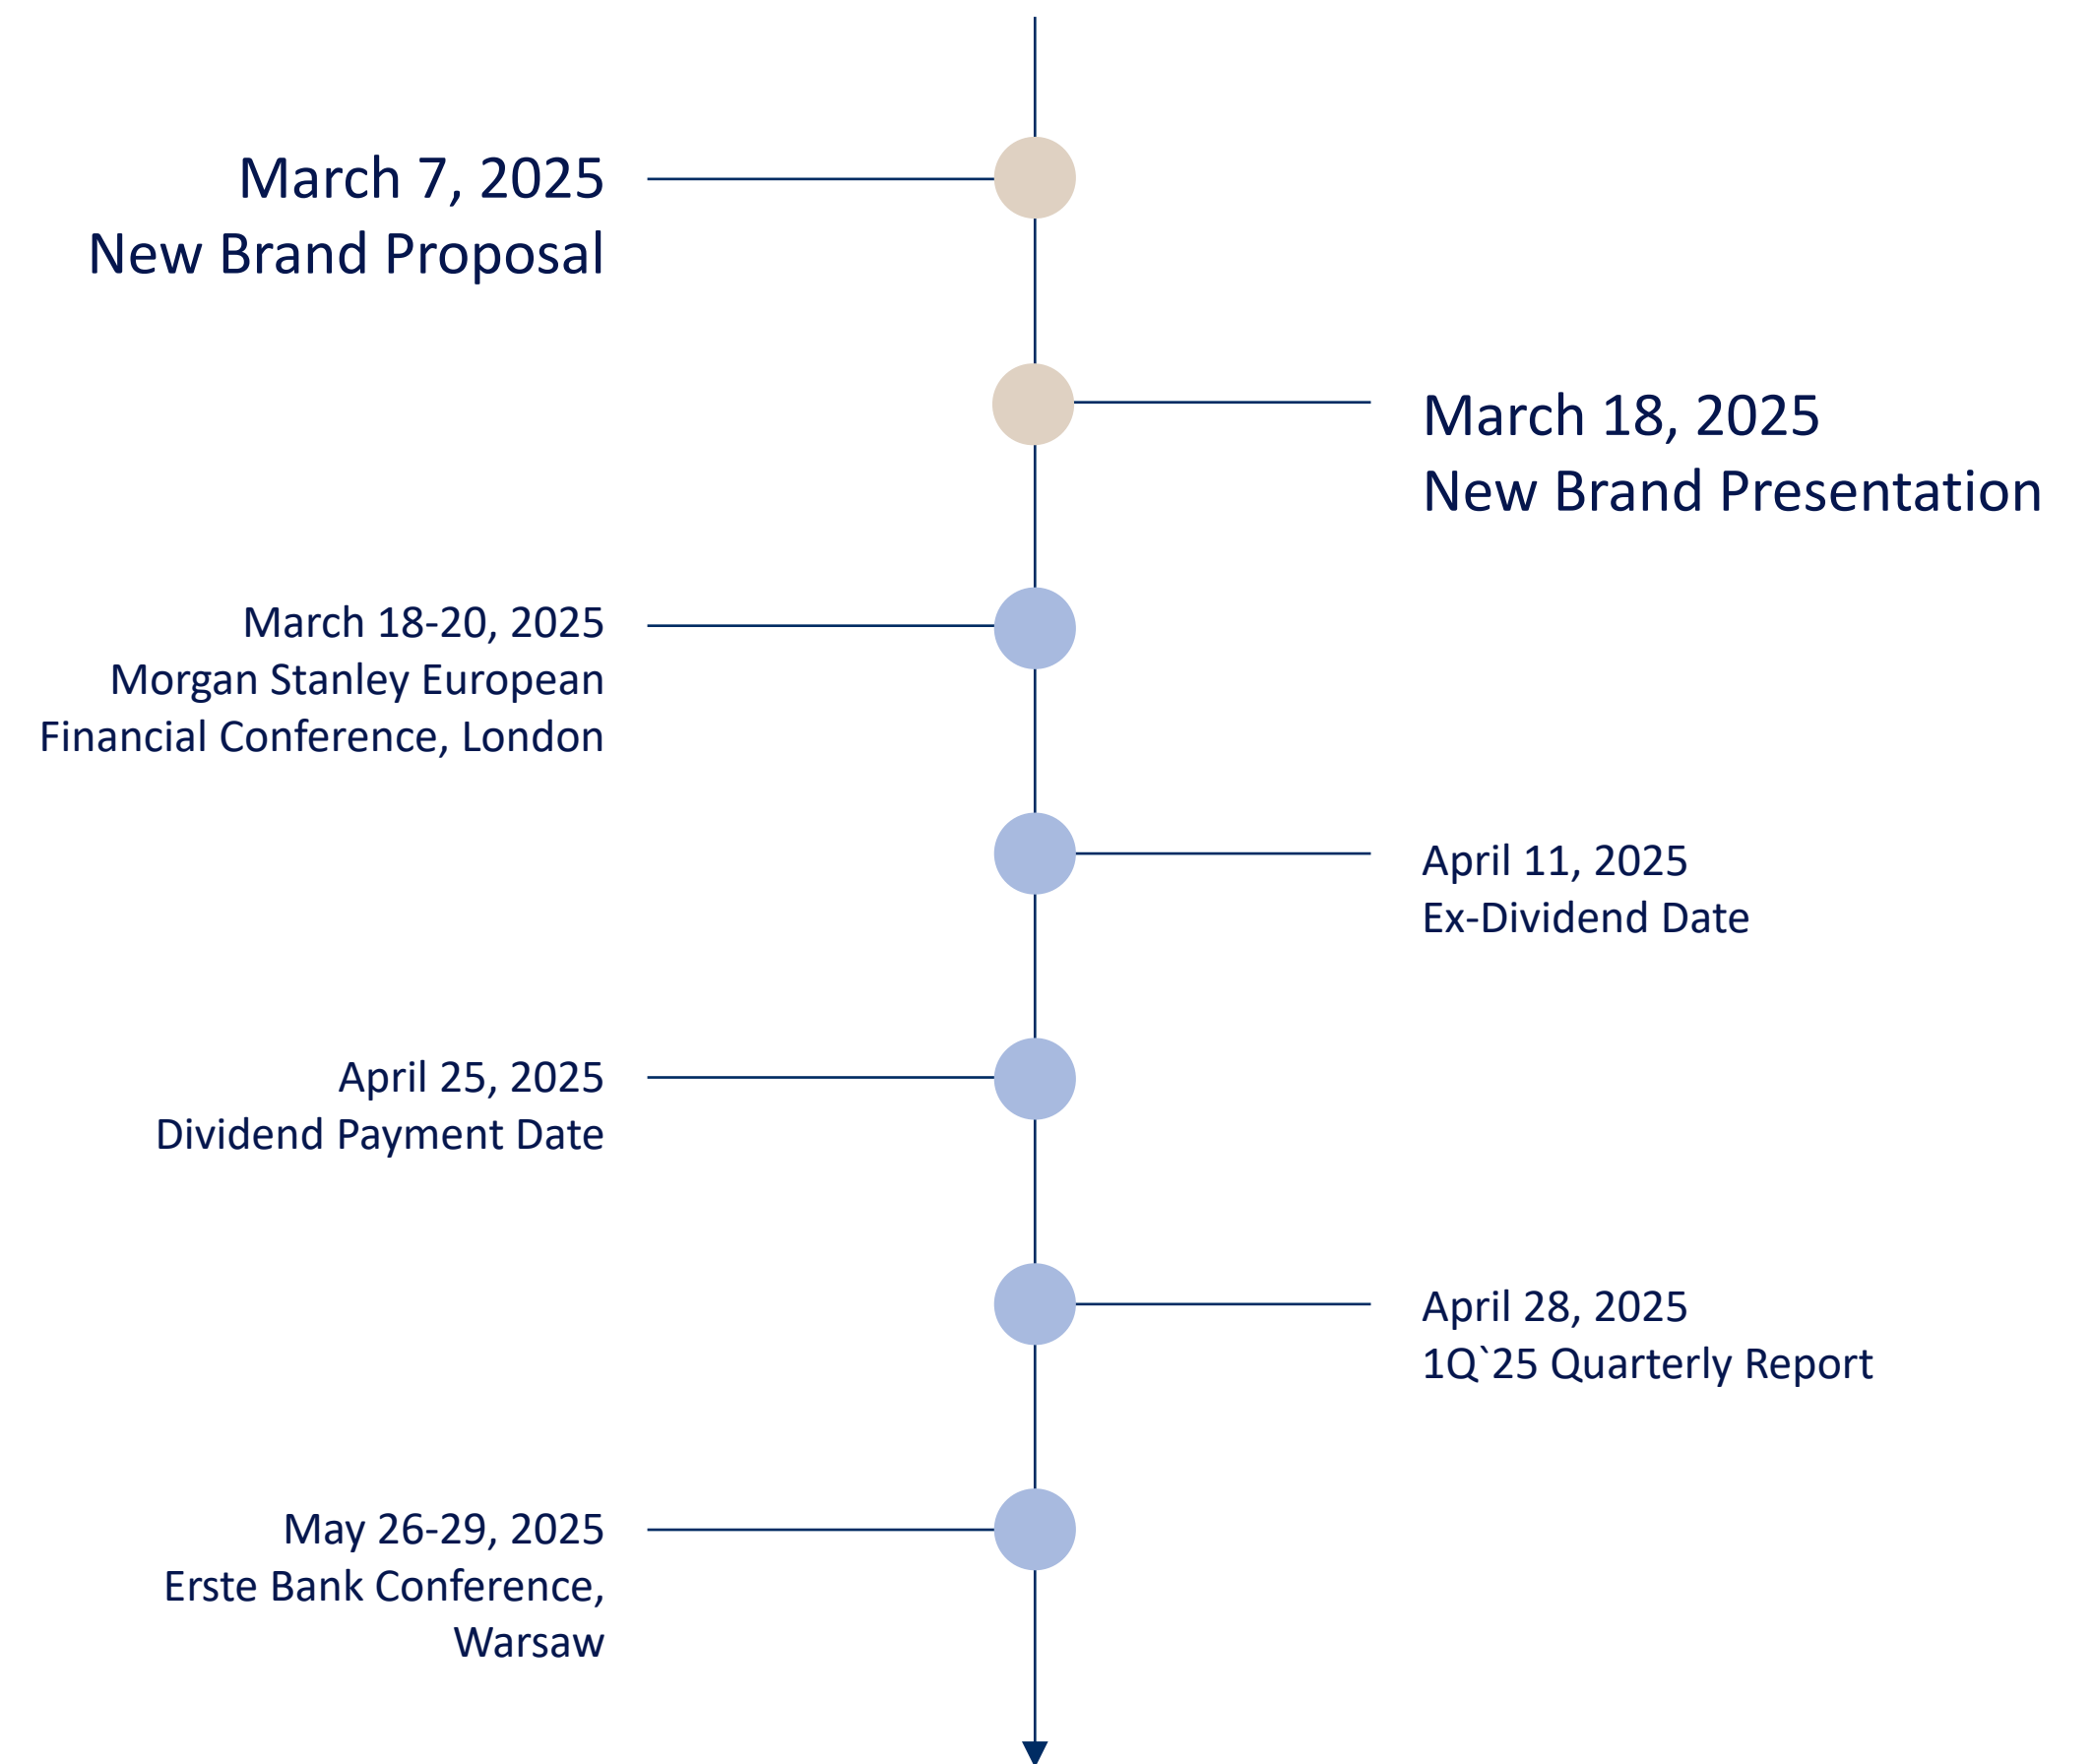 March 7, 2025
New Brand Proposal
March 18, 2025
New Brand Presentation
March 18-20, 2025
Morgan Stanley European
Financial Conference, London
April 11, 2025
Ex-Dividend Date
April 25, 2025
Dividend Payment Date
April 28, 2025
1Q`25 Quarterly Report
May 26-29, 2025
Erste Bank Conference,
Warsaw